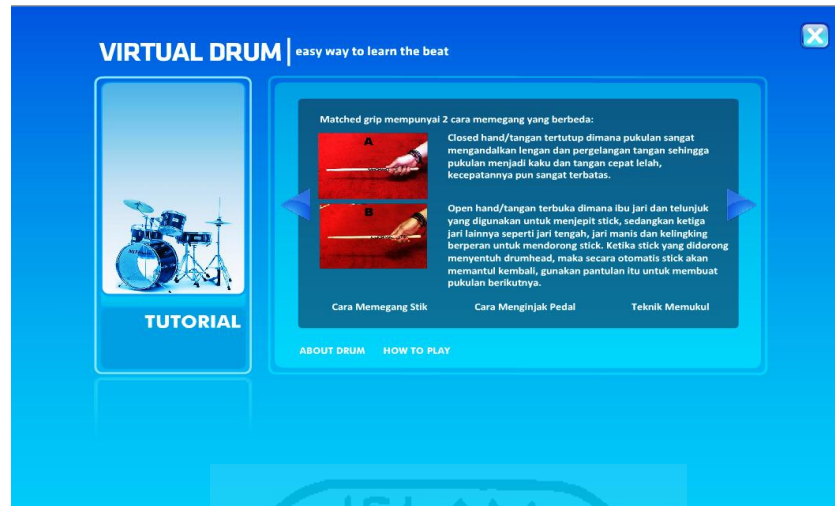 VIRTUAL DRUM
easy way to learn the beat
Matched grip mempunyai 2 cara memegang yang berbeda:
A
Closed hand/tangan tertutup dimana pukulan sangat
mengandalkan lengan dan pergelangan tangan sehingga
pukulan menjadi kaku dan tangan cepat lelah,
kecepatannya pun sangat terbatas.
B
Open hand/tangan terbuka dimana ibu jari dan telunjuk
yang digunakan untuk menjepit stick, sedangkan ketiga
jari lainnya seperti jari tengah, jari manis dan kelingking
berperan untuk mendorong stick. Ketika stick yang didorong
menyentuh drumhead, maka secara otomatis stick akan
memantul kembali, gunakan pantulan itu untuk membuat
pukulan berikutnya.
Cara Memegang Stik
Cara Menginjak Pedal
Teknik Memukul
TUTORIAL
ABOUT DRUM
HOW TO PLAY